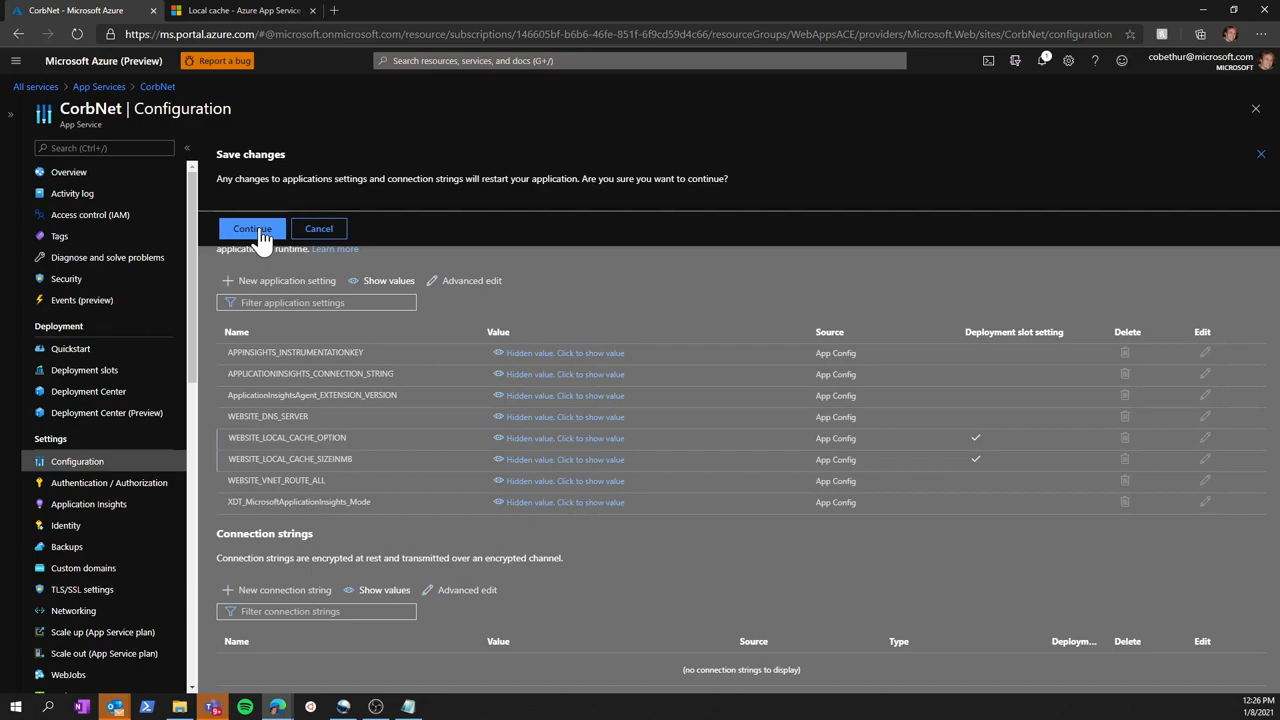 CorbNet - Microsoft Azure
Local cache - Azure App Service
https://ms.portal.azure.com/#@microsoft.onmicrosoft.com/resource/subscriptions/146605bf-b6b6-46fe-851f-6f9cd59d4c66/resourceGroups/WebAppsACE/providers/Microsoft.Web/sites/CorbNet/configuration
Microsoft Azure (Preview)
Report a bug
Search resources, services, and docs (G+/)
1
cobethur@microsoft.com
MICROSOFT
All services > App Services > CorbNet
CorbNet | Configuration
App Service
Search (Ctrl+/)
Overview
Activity log
Access control (IAM)
Tags
Diagnose and solve problems
Security
Events (preview)
Deployment
Quickstart
Deployment slots
Deployment Center
Deployment Center (Preview)
Settings
Configuration
Authentication / Authorization
Application Insights
Identity
Backups
Custom domains
TLS/SSL settings
Networking
Scale up (App Service plan)
Scale out (App Service plan)
WebJobs
Save changes
Any changes to applications settings and connection strings will restart your application. Are you sure you want to continue?
Continue
Cancel
runtime. Learn more
New application setting
Show values
Advanced edit
Filter application settings
Name Value Source Deployment slot setting Delete Edit
APPINSIGHTS_INSTRUMENTATIONKEY Hidden value. Click to show value App Config
APPLICATIONINSIGHTS_CONNECTION_STRING Hidden value. Click to show value App Config
ApplicationInsightsAgent_EXTENSION_VERSION Hidden value. Click to show value App Config
WEBSITE_DNS_SERVER Hidden value. Click to show value App Config
WEBSITE_LOCAL_CACHE_OPTION Hidden value. Click to show value App Config
WEBSITE_LOCAL_CACHE_SIZEINMB Hidden value. Click to show value App Config
WEBSITE_VNET_ROUTE_ALL Hidden value. Click to show value App Config
XDT_MicrosoftApplicationInsights_Mode Hidden value. Click to show value App Config
Connection strings
Connection strings are encrypted at rest and transmitted over an encrypted channel.
New connection string
Show values
Advanced edit
Filter connection strings
Name Value Source Type Deploym... Delete Edit
(no connection strings to display)
12:26 PM
1/8/2021